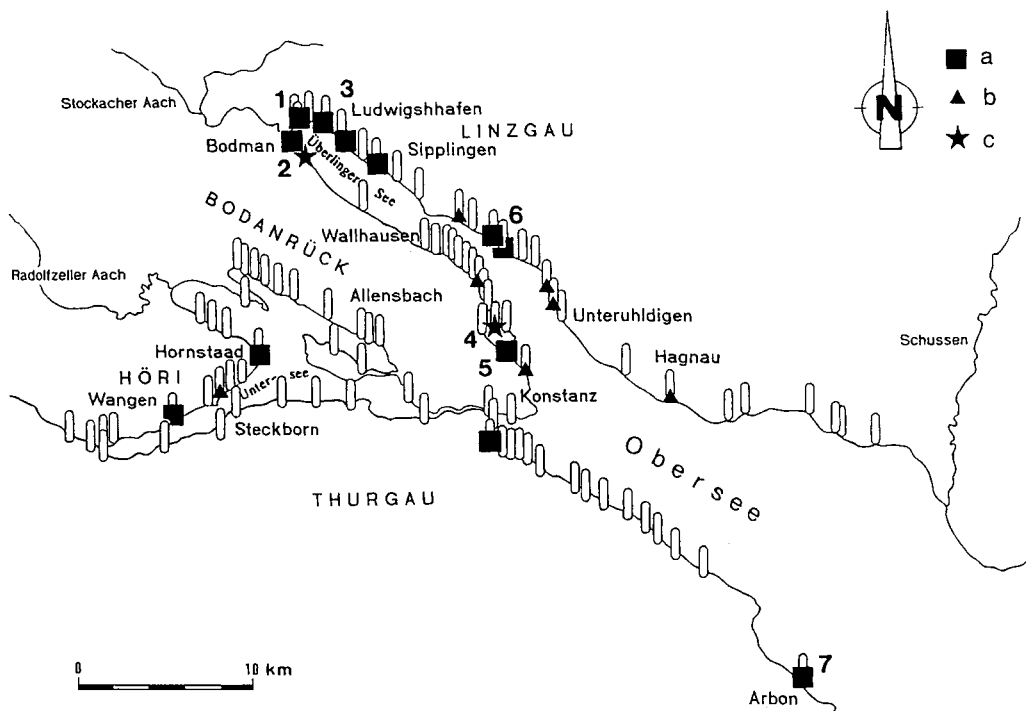 a
b
N
c
Stockacher Aach
1
3
Ludwigshhafen
LINZGAU
Bodman
2
Überlinger
See
Sipplingen
6
BODANRÜCK
Wallhausen
Radolfzeller Aach
Allensbach
Unteruhldigen
4
Schussen
Hornstaad
5
Hagnau
HÖRI
Unter-
see
Wangen
Konstanz
Steckborn
Obersee
THURGAU
0
10 km
7
Arbon